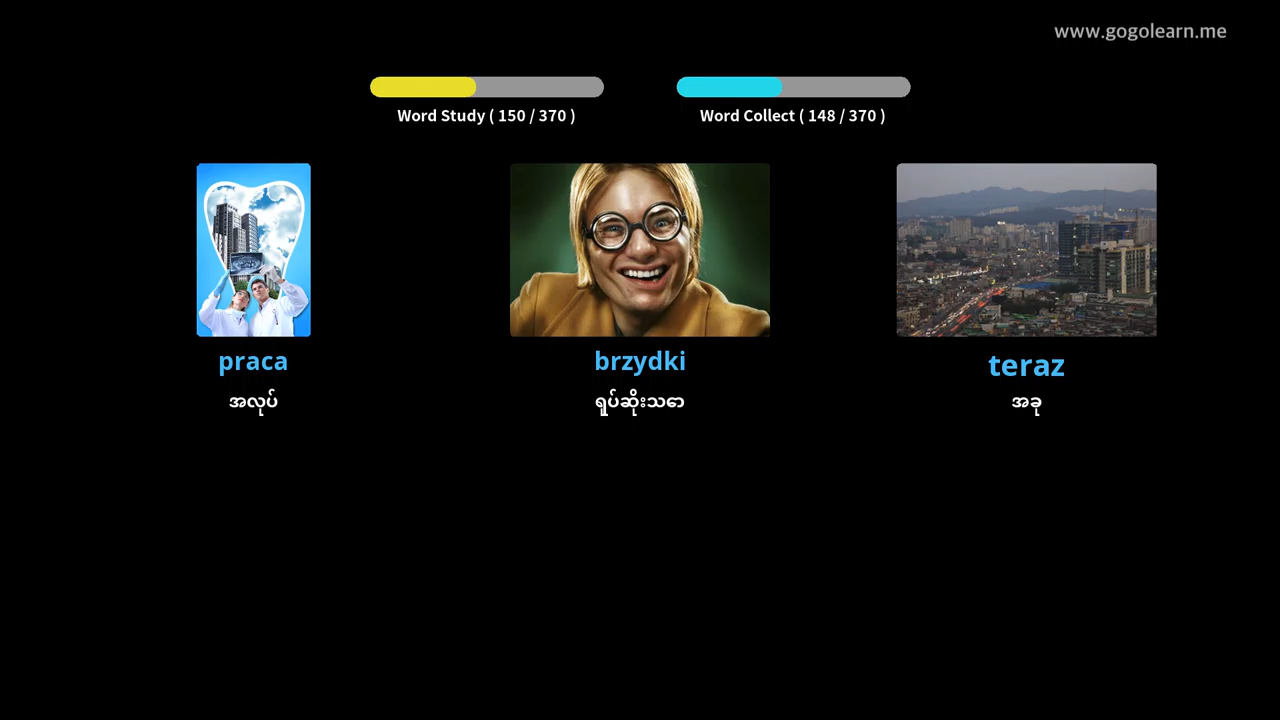 www.gogolearn.me
Word Study ( 150 / 370 )
Word Collect ( 148 / 370 )
praca
အလုပ်
brzydki
ရုပ်ဆိုးသော
teraz
အခု